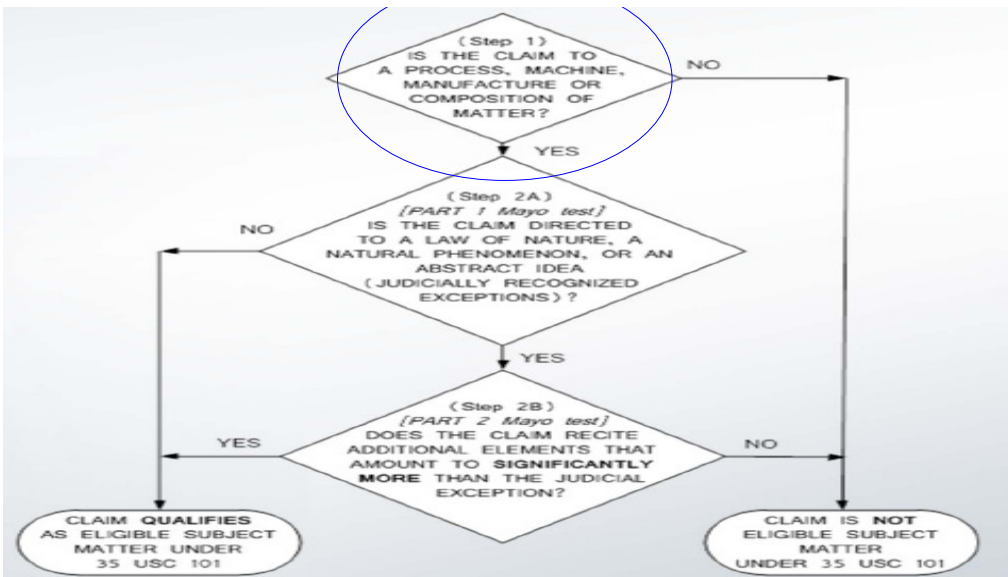 (Step 1)
IS THE CLAIM TO
A PROCESS, MACHINE,
MANUFACTURE OR
COMPOSITION OF
MATTER?
NO
YES
(Step 2A)
[PART 1 Mayo test]
IS THE CLAIM DIRECTED
TO A LAW OF NATURE, A
NATURAL PHENOMENON, OR AN
ABSTRACT IDEA
(JUDICIALLY RECOGNIZED
EXCEPTIONS)?
NO
YES
(Step 2B)
[PART 2 Mayo test]
DOES THE CLAIM RECITE
ADDITIONAL ELEMENTS THAT
AMOUNT TO SIGNIFICANTLY
MORE THAN THE JUDICIAL
EXCEPTION?
YES
NO
CLAIM QUALIFIES
AS ELIGIBLE SUBJECT
MATTER UNDER
35 USC 101
CLAIM IS NOT
ELIGIBLE SUBJECT
MATTER
UNDER 35 USC 101